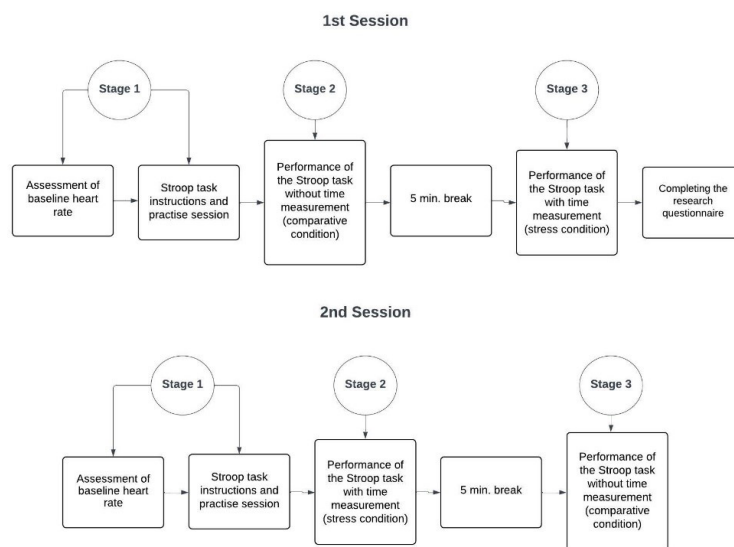 1st Session
Stage 1
Stage 2
Stage 3
Assessment of
baseline heart
rate
Stroop task
instructions and
practise session
Performance of
the Stroop task
without time
measurement
(comparative
condition)
5 min. break
Performance of
the Stroop task
with time
measurement
(stress condition)
Completing the
research
questionnaire
2nd Session
Stage 1
Stage 2
Stage 3
Assessment of
baseline heart
rate
Stroop task
instructions and
practise session
Performance of
the Stroop task
with time
measurement
(stress condition)
5 min. break
Performance of
the Stroop task
without time
measurement
(comparative
condition)